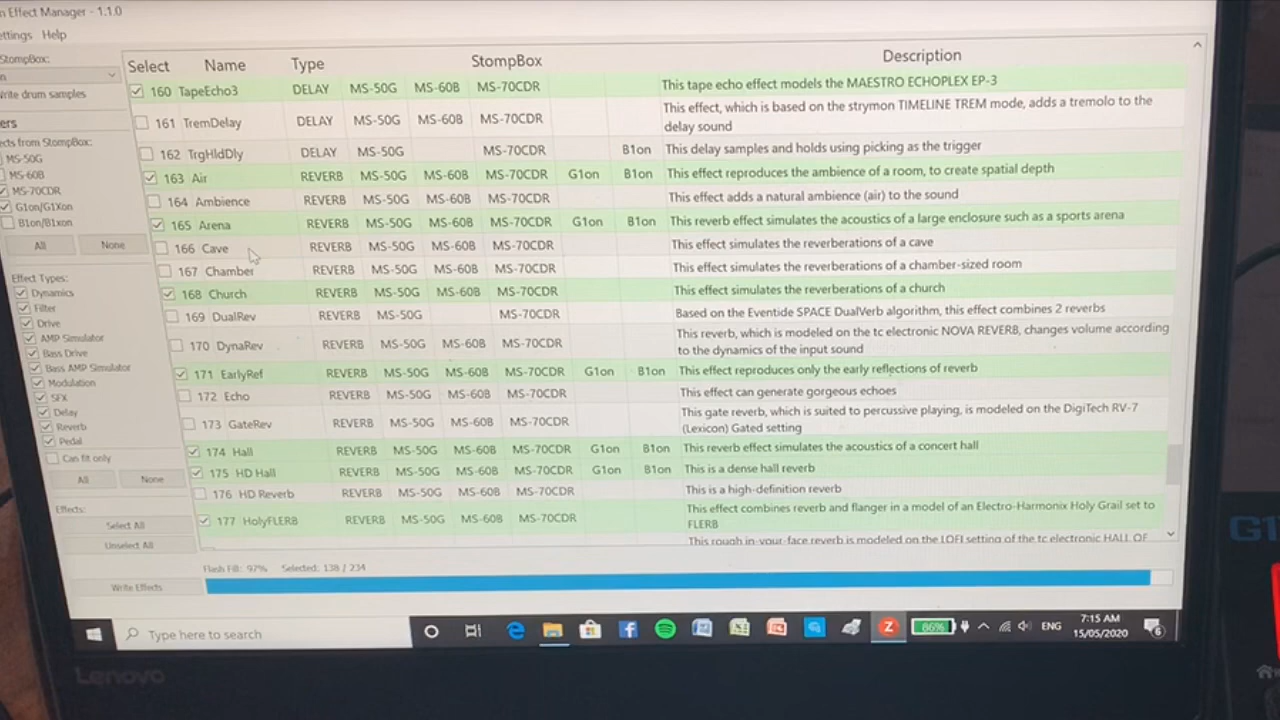 n Effect Manager - 1.1.0
ettings Help
StompBox:
n
Write drum samples
ers
ects from StompBox:
MS-50G
MS-60B
MS-70CDR
G1on/G1Xon
B1on/B1xon
All None
Effect Types:
Dynamics
Filter
Drive
AMP Simulator
Bass Drive
Bass AMP Simulator
Modulation
SFX
Delay
Reverb
Pedal
Can fit only
All None
Effects:
Select All
Unselect All
Write Effects
Select Name Type StompBox Description
160 TapeEcho3 DELAY MS-50G MS-60B MS-70CDR This tape echo effect models the MAESTRO ECHOPLEX EP-3
161 TremDelay DELAY MS-50G MS-60B MS-70CDR This effect, which is based on the strymon TIMELINE TREM mode, adds a tremolo to the
delay sound
162 TrgHldDly DELAY MS-50G MS-70CDR B1on This delay samples and holds using picking as the trigger
163 Air REVERB MS-50G MS-60B MS-70CDR G1on B1on This effect reproduces the ambience of a room, to create spatial depth
164 Ambience REVERB MS-50G MS-60B MS-70CDR This effect adds a natural ambience (air) to the sound
165 Arena REVERB MS-50G MS-60B MS-70CDR G1on B1on This reverb effect simulates the acoustics of a large enclosure such as a sports arena
166 Cave REVERB MS-50G MS-60B MS-70CDR This effect simulates the reverberations of a cave
167 Chamber REVERB MS-50G MS-60B MS-70CDR This effect simulates the reverberations of a chamber-sized room
168 Church REVERB MS-50G MS-60B MS-70CDR This effect simulates the reverberations of a church
169 DualRev REVERB MS-50G MS-70CDR Based on the Eventide SPACE DualVerb algorithm, this effect combines 2 reverbs
170 DynaRev REVERB MS-50G MS-60B MS-70CDR This reverb, which is modeled on the tc electronic NOVA REVERB, changes volume according
to the dynamics of the input sound
171 EarlyRef REVERB MS-50G MS-60B MS-70CDR G1on B1on This effect reproduces only the early reflections of reverb
172 Echo REVERB MS-50G MS-60B MS-70CDR This effect can generate gorgeous echoes
173 GateRev REVERB MS-50G MS-60B MS-70CDR This gate reverb, which is suited to percussive playing, is modeled on the DigiTech RV-7
(Lexicon) Gated setting
174 Hall REVERB MS-50G MS-60B MS-70CDR G1on B1on This reverb effect simulates the acoustics of a concert hall
175 HD Hall REVERB MS-50G MS-60B MS-70CDR G1on B1on This is a dense hall reverb
176 HD Reverb REVERB MS-50G MS-60B MS-70CDR This is a high-definition reverb
177 HolyFLERB REVERB MS-50G MS-60B MS-70CDR This effect combines reverb and flanger in a model of an Electro-Harmonix Holy Grail set to
FLERB
This rough in-your-face reverb is modeled on the LOFI setting of the tc electronic HALL OF
Flash Fill: 97% Selected: 138 / 234
Type here to search
86% ENG 7:15 AM
15/05/2020
6
Lenovo
G1